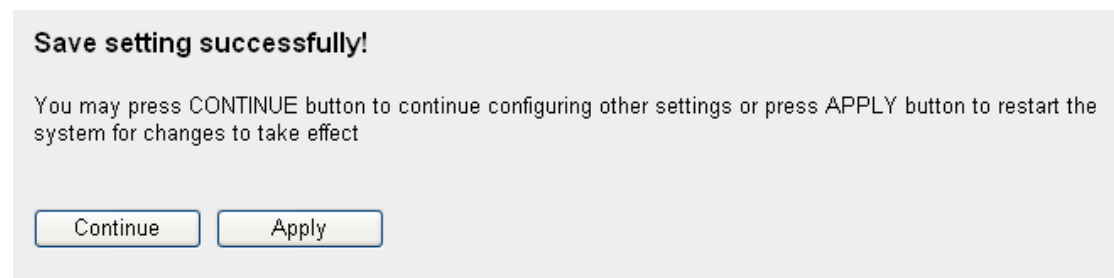 Save setting successfully!
You may press CONTINUE button to continue configuring other settings or press APPLY button to restart the
system for changes to take effect
Continue
Apply